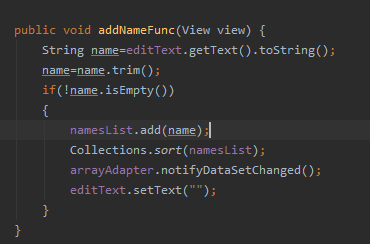 public void addNameFunc(View view) {
String name=editText.getText().toString();
name=name.trim();
if(!name.isEmpty())
{
namesList.add(name);
Collections.sort(namesList);
arrayAdapter.notifyDataSetChanged();
editText.setText("");
}
}